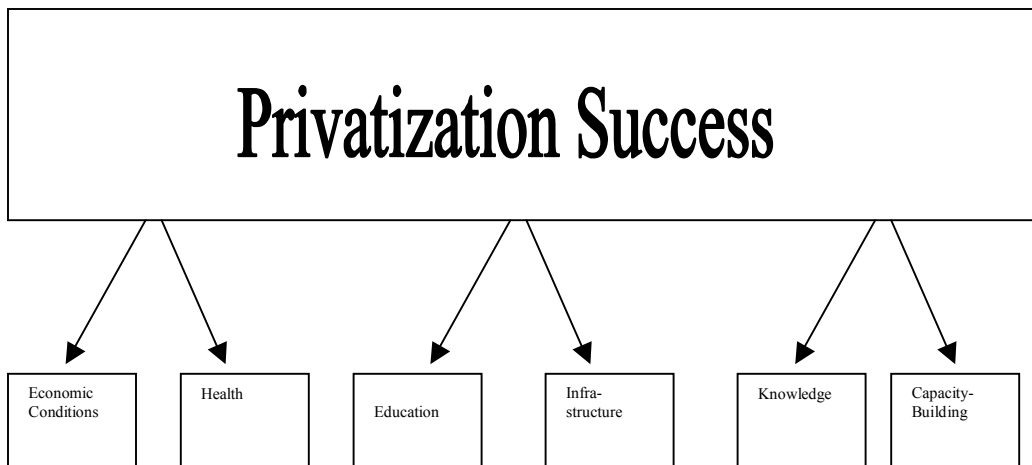 Privatization Success
Economic
Conditions
Health
Education
Infra-
structure
Knowledge
Capacity-
Building